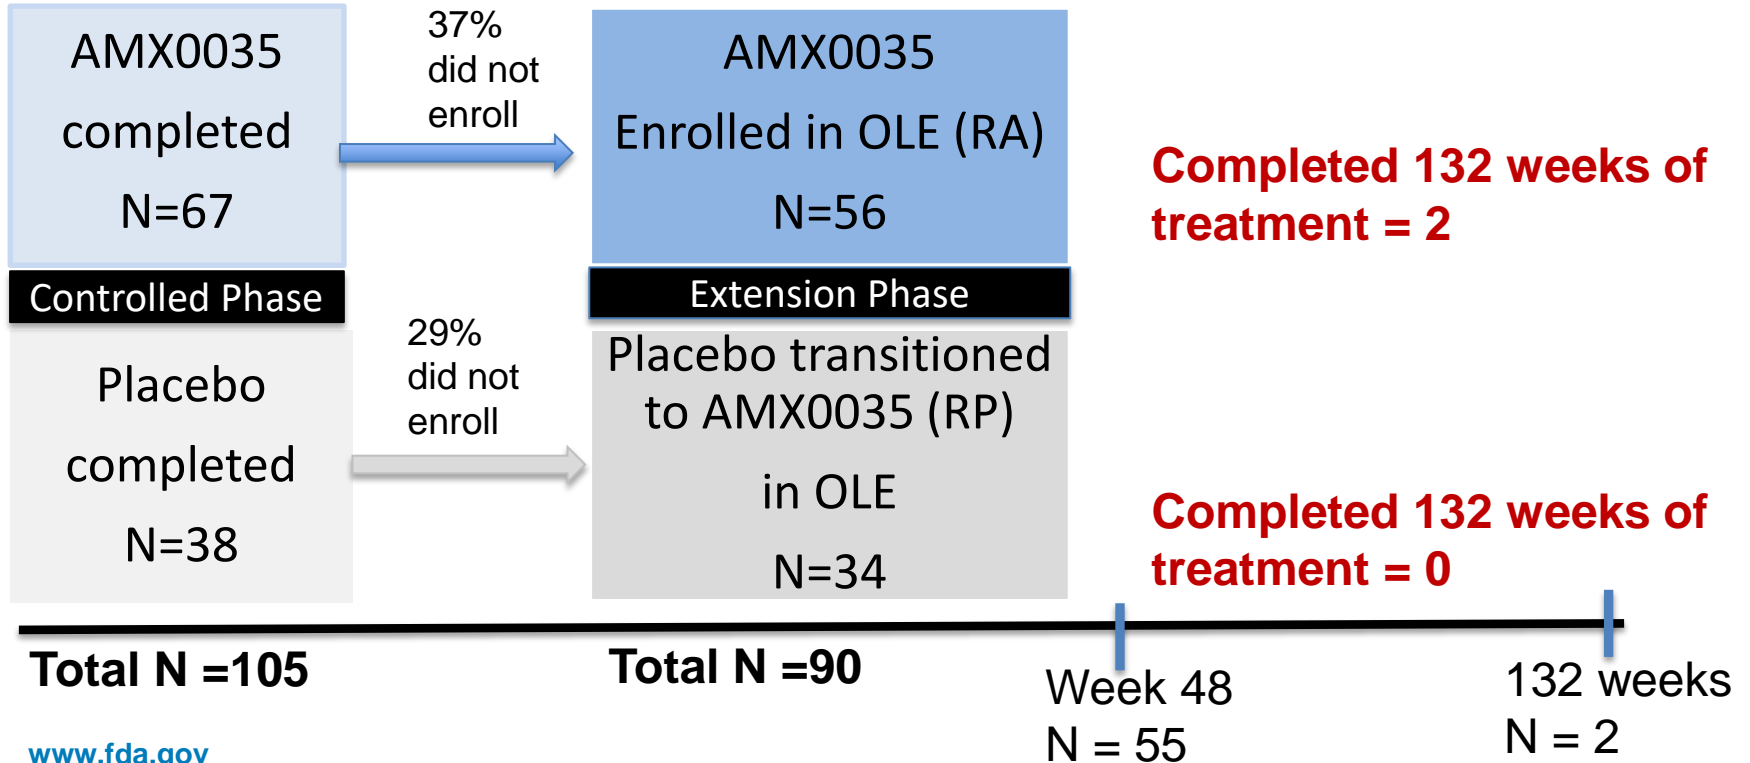 AMX0035
completed
N=67
37%
did not
enroll
AMX0035
Enrolled in OLE (RA)
N=56
Completed 132 weeks of
treatment = 2
Controlled Phase
Extension Phase
Placebo
completed
N=38
29%
did not
enroll
Placebo transitioned
to AMX0035 (RP)
in OLE
N=34
Completed 132 weeks of
treatment = 0
Total N =105
Total N =90
Week 48
N = 55
132 weeks
N = 2
www.fda.gov